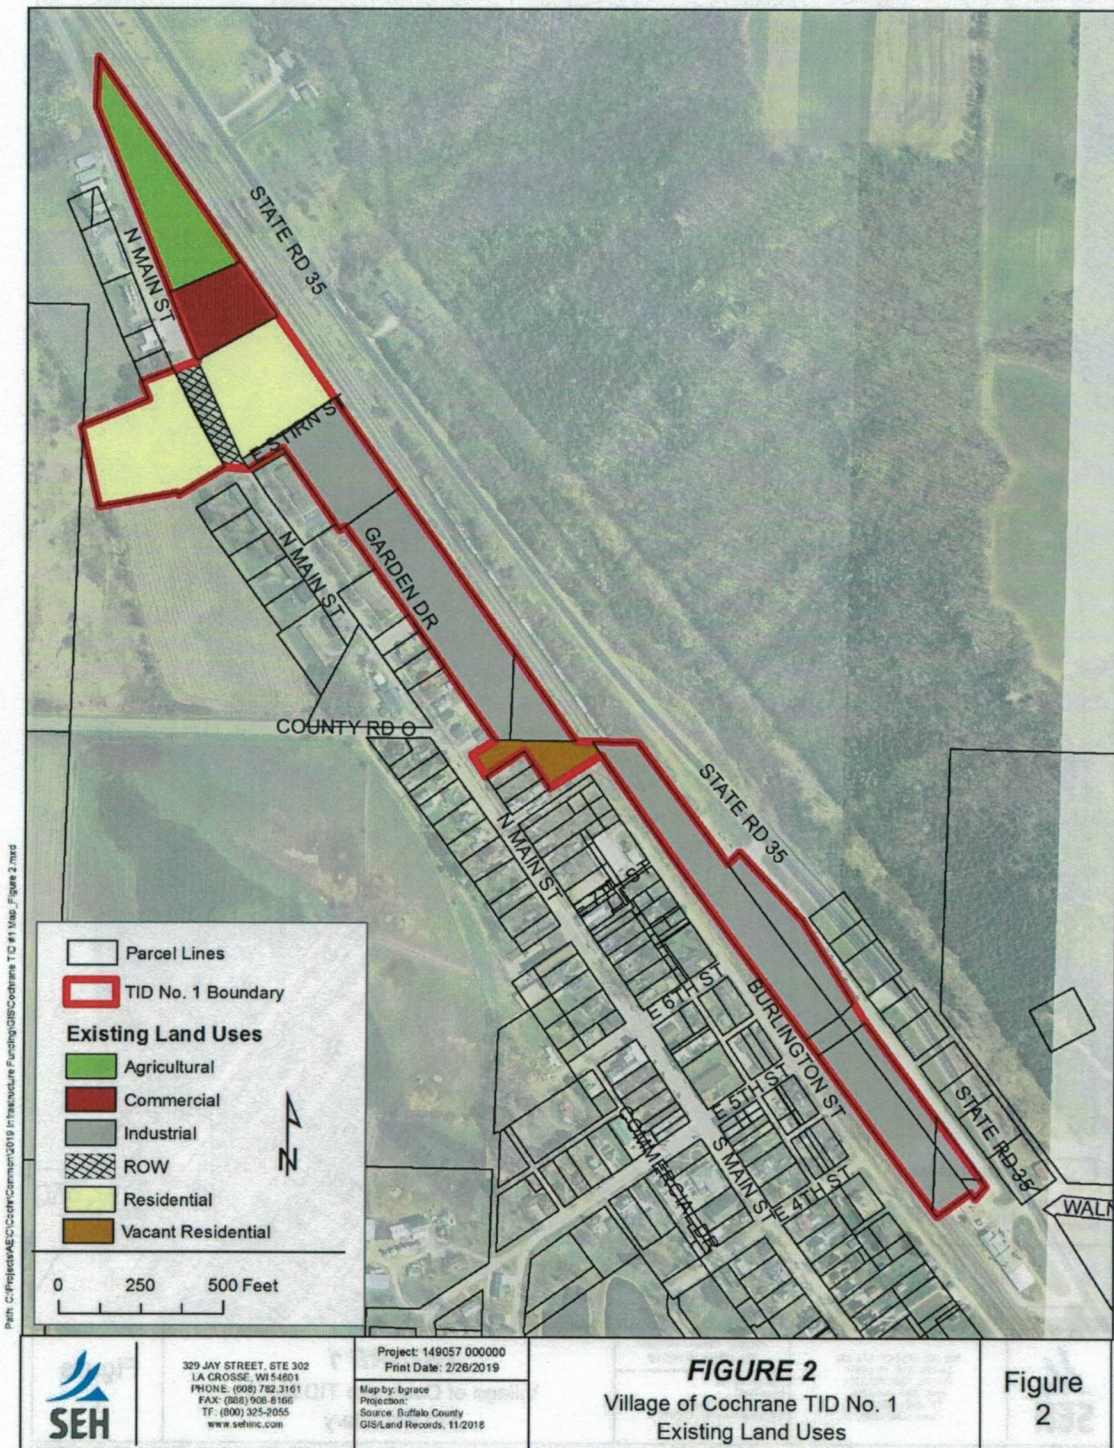 STATE RD 35
N MAIN ST
E STIRN ST
GARDEN DR
N MAIN ST
COUNTY RD O
STATE RD 35
N MAIN ST
E 6TH ST
BURLINGTON ST
E 5TH ST
COMMERCIAL DR
S MAIN ST
E 4TH ST
STATE RD 35
WALN
Parcel Lines
TID No. 1 Boundary
Existing Land Uses
Agricultural
Commercial
Industrial
ROW
Residential
Vacant Residential
N
0 250 500 Feet
SEH
329 JAY STREET, STE 302
LA CROSSE, WI 54601
PHONE: (608) 782.3161
FAX: (888) 908-8166
TF: (800) 325-2055
www.sehinc.com
Project: 149057 000000
Print Date: 2/26/2019
Map by: bgrace
Projection:
Source: Buffalo County
GIS/Land Records, 11/2018
FIGURE 2
Village of Cochrane TID No. 1
Existing Land Uses
Figure
2